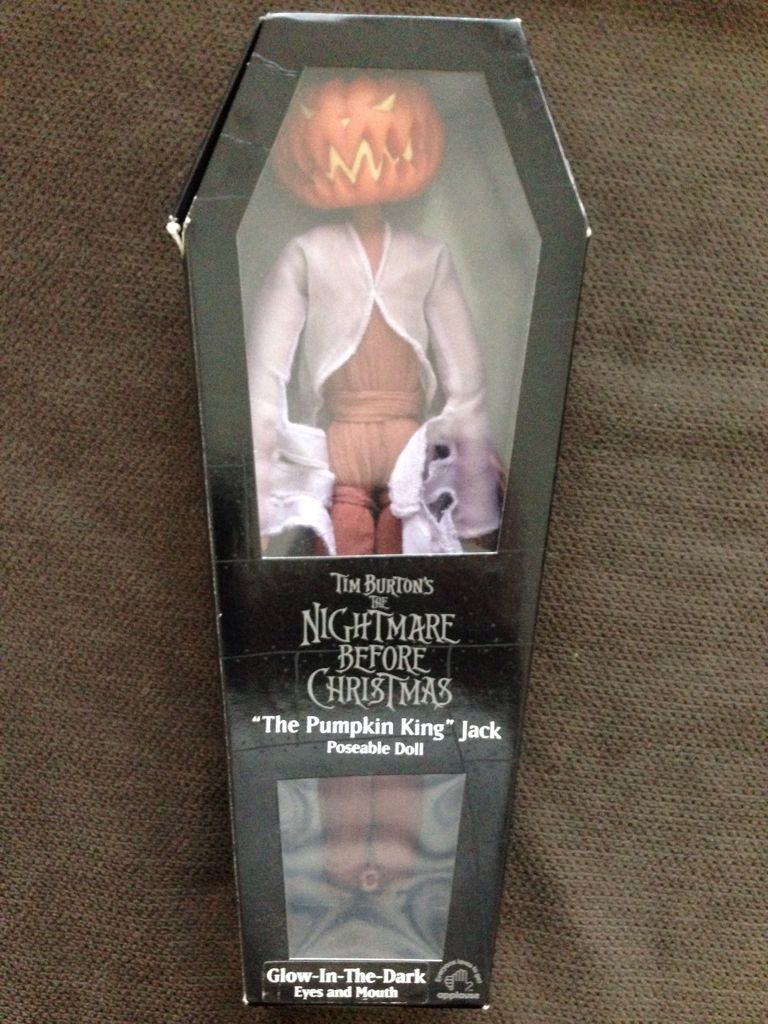 Tim Burton's
The
Nightmare
Before
Christmas
"The Pumpkin King" Jack
Poseable Doll
Glow-In-The-Dark
Eyes and Mouth
applause